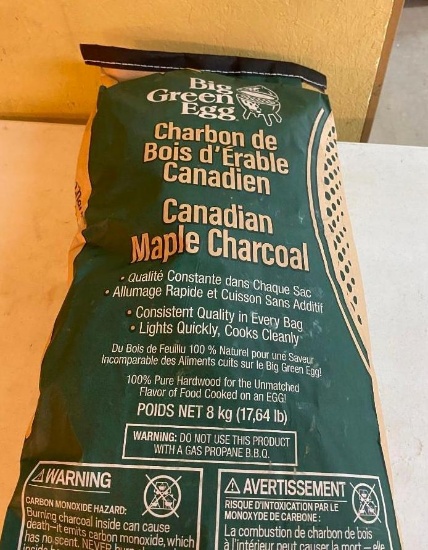 Big
Green
Egg
Charbon de
Bois d'Érable
Canadien
Canadian
Maple Charcoal
• Qualité Constante dans Chaque Sac
• Allumage Rapide et Cuisson Sans Additif
• Consistent Quality in Every Bag
• Lights Quickly, Cooks Cleanly
Du Bois de Feuillu 100 % Naturel pour une Saveur
Incomparable des Aliments cuits sur le Big Green Egg!
100% Pure Hardwood for the Unmatched
Flavor of Food Cooked on an EGG!
POIDS NET 8 kg (17,64 lb)
WARNING: DO NOT USE THIS PRODUCT
WITH A GAS PROPANE B.B.Q.
WARNING
CARBON MONOXIDE HAZARD:
Burning charcoal inside can cause
death–it emits carbon monoxide, which
has no scent. NEVER
AVERTISSEMENT
RISQUE D'INTOXICATION PAR LE
MONOXYDE DE CARBONE :
La combustion de charbon de bois
à l'intérieur peut causer la mort – elle